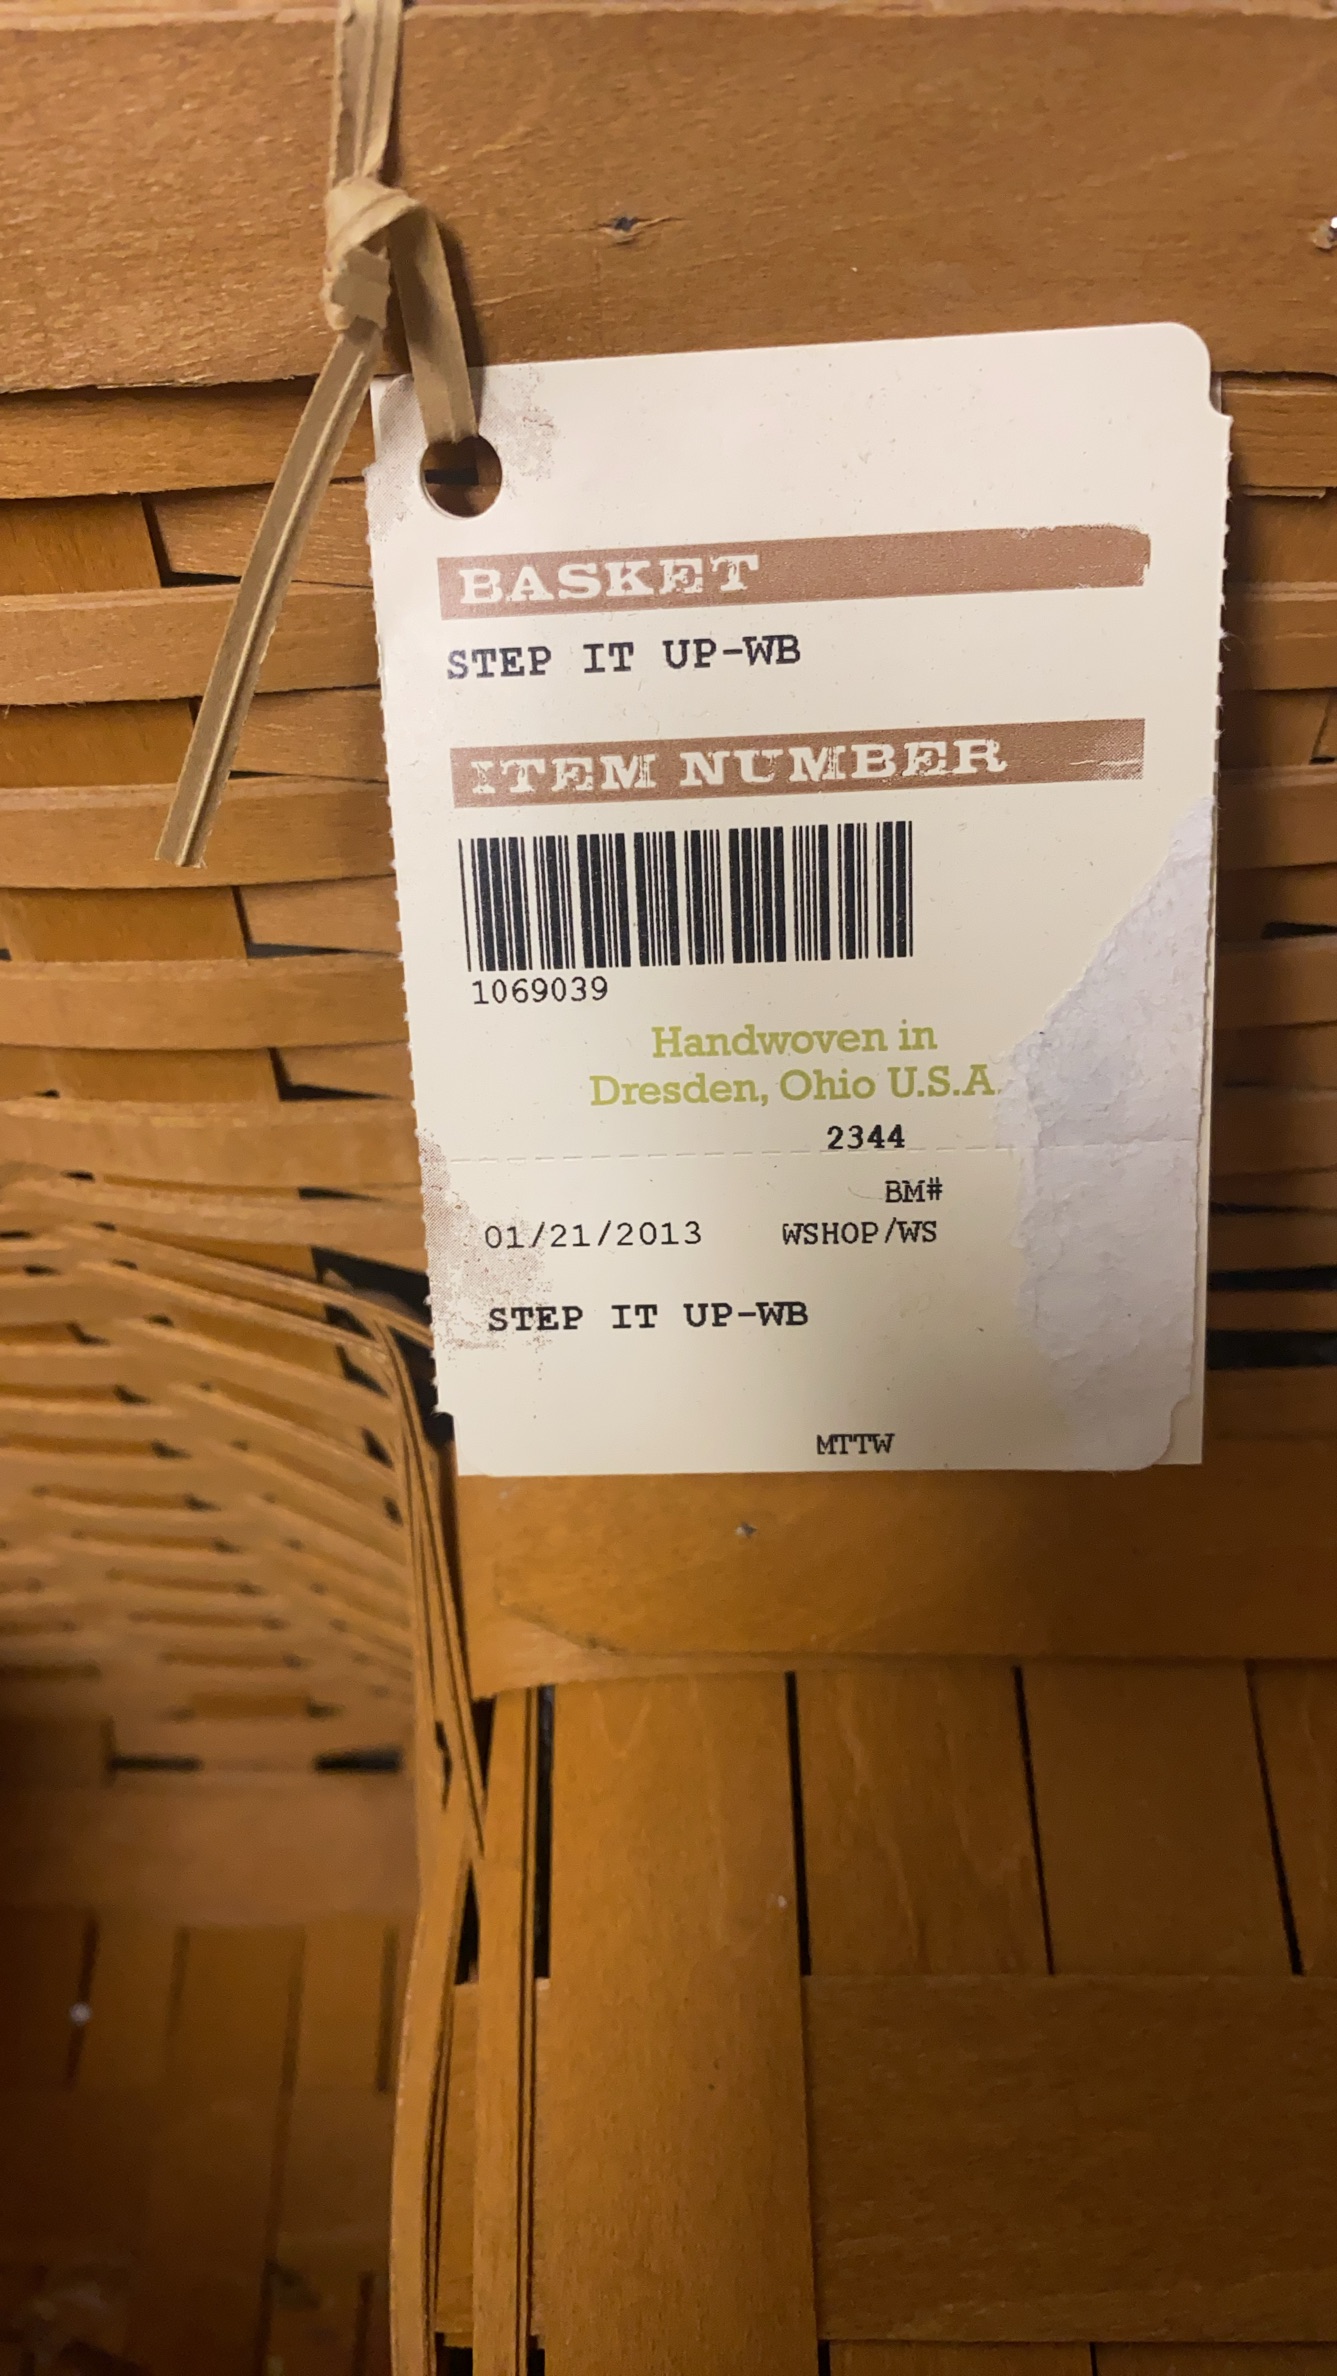 BASKET
STEP IT UP-WB
ITEM NUMBER
1069039
Handwoven in
Dresden, Ohio U.S.A.
2344
BM#
01/21/2013 WSHOP/WS
STEP IT UP-WB
MTTW